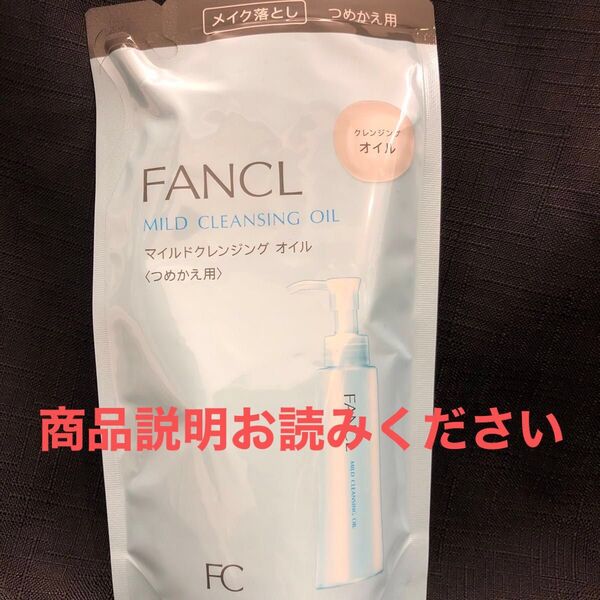 メイク落とし つめかえ用
クレンジング
オイル
FANCL
MILD CLEANSING OIL
マイルドクレンジング オイル
〈つめかえ用〉
商品説明お読みください
FANCL
MILD CLEANSING OIL
FC